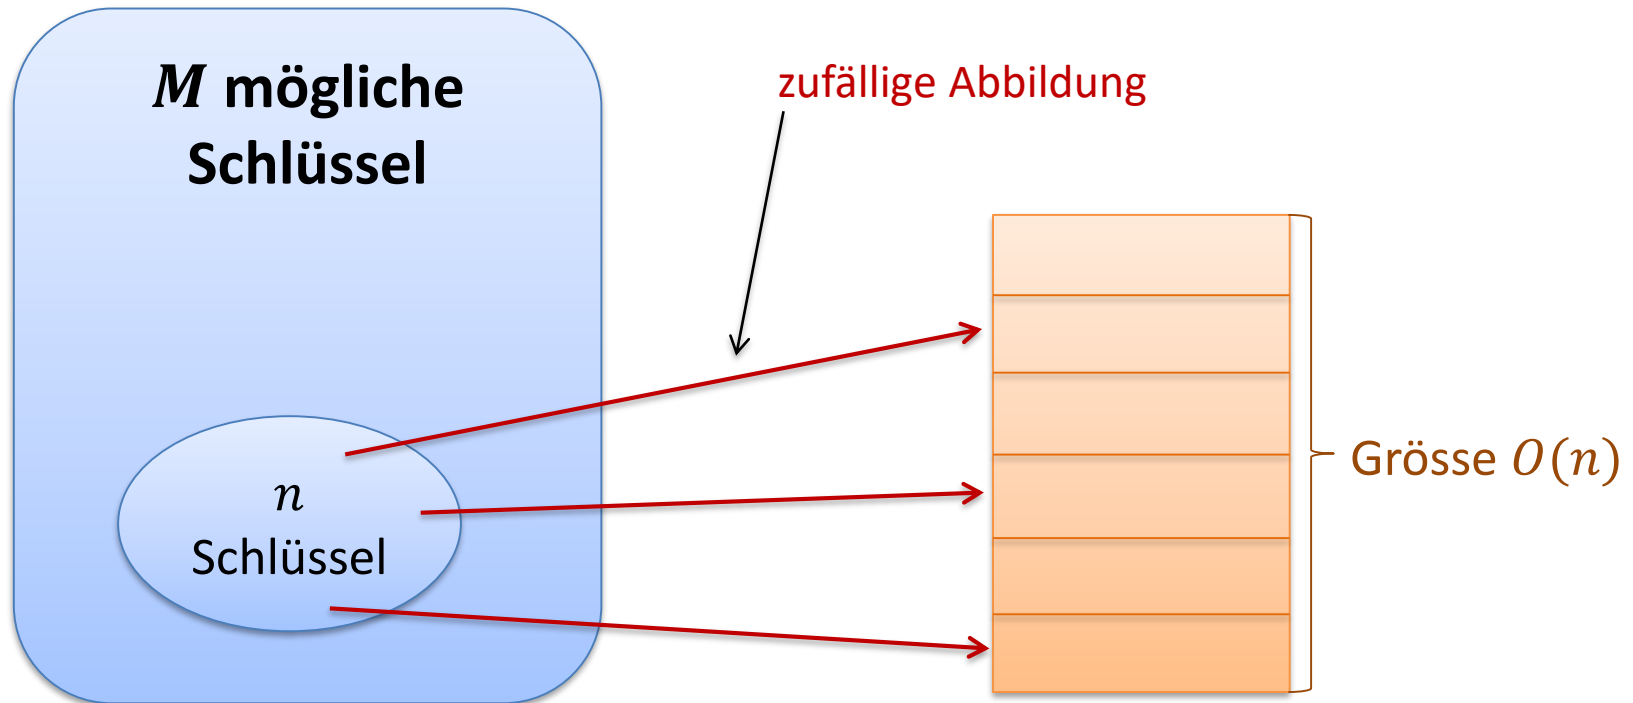 M mögliche
Schlüssel
zufällige Abbildung
n
Schlüssel
Grösse O(n)